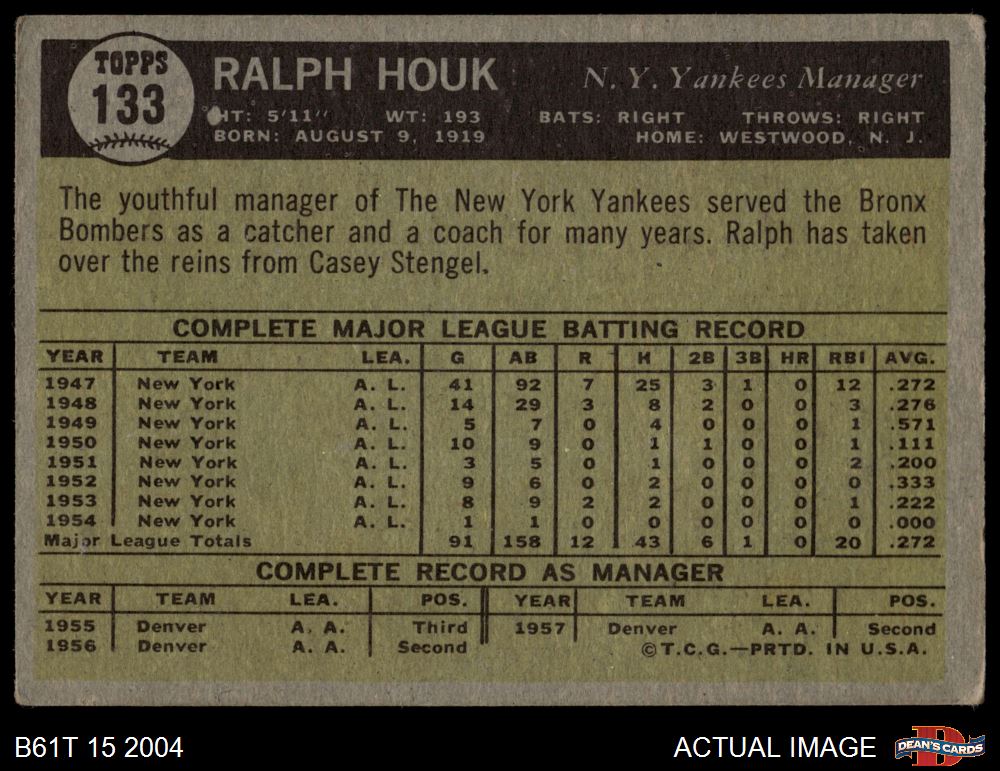 TOPPS
133
RALPH HOUK N. Y. Yankees Manager
HT: 5'11" WT: 193 BATS: RIGHT THROWS: RIGHT
BORN: AUGUST 9, 1919 HOME: WESTWOOD, N. J.
The youthful manager of The New York Yankees served the Bronx
Bombers as a catcher and a coach for many years. Ralph has taken
over the reins from Casey Stengel.
COMPLETE MAJOR LEAGUE BATTING RECORD
YEAR TEAM LEA. G AB R H 2B 3B HR RBI AVG.
1947 New York A. L. 41 92 7 25 3 1 0 12 .272
1948 New York A. L. 14 29 3 8 2 0 0 3 .276
1949 New York A. L. 5 7 0 4 0 0 0 1 .571
1950 New York A. L. 10 9 0 1 1 0 0 1 .111
1951 New York A. L. 3 5 0 1 0 0 0 2 .200
1952 New York A. L. 9 6 0 2 0 0 0 0 .333
1953 New York A. L. 8 9 2 2 0 0 0 1 .222
1954 New York A. L. 1 1 0 0 0 0 0 0 .000
Major League Totals 91 158 12 43 6 1 0 20 .272
COMPLETE RECORD AS MANAGER
YEAR TEAM LEA. POS. YEAR TEAM LEA. POS.
1955 Denver A. A. Third 1957 Denver A. A. Second
1956 Denver A. A. Second ©T.C.G.—PRTD. IN U.S.A.
B61T 15 2004 ACTUAL IMAGE DEAN'S CARDS